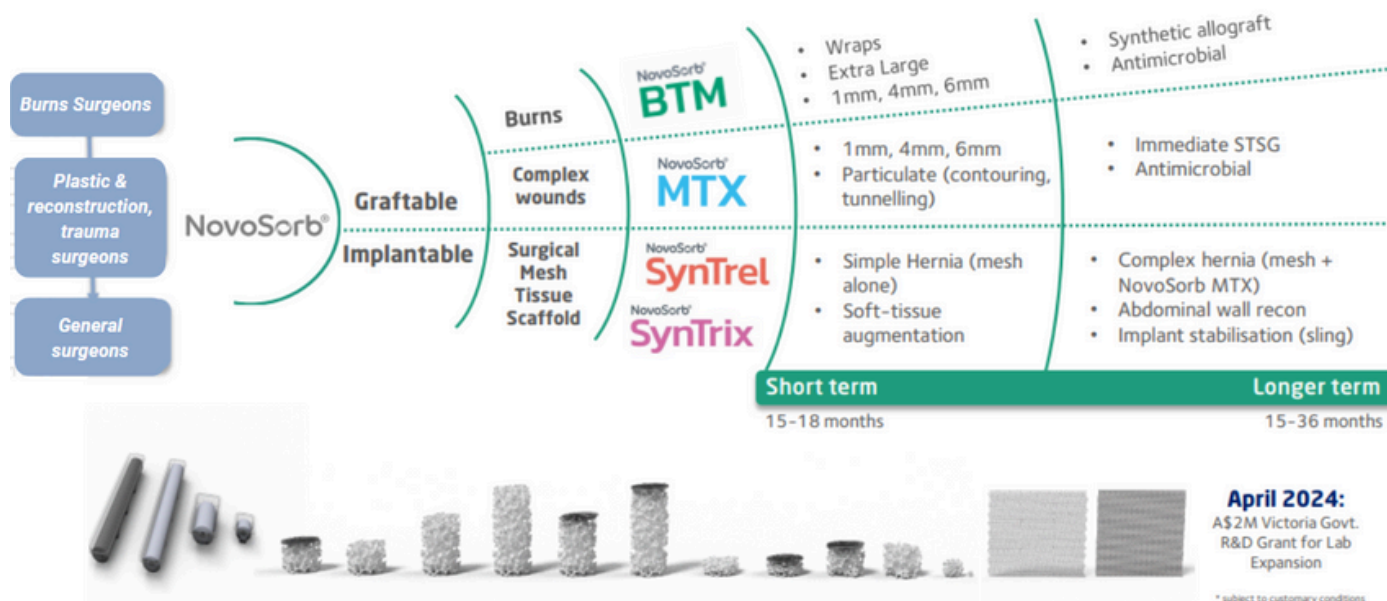 Burns Surgeons
Plastic &
reconstruction,
trauma
surgeons
General
surgeons
NovoSorb®
Graftable
Implantable
Burns
Complex
wounds
Surgical
Mesh
Tissue
Scaffold
NovoSorb®
BTM
NovoSorb®
MTX
NovoSorb®
SynTrel
NovoSorb®
SynTrix
• Wraps
• Extra Large
• 1mm, 4mm, 6mm
• 1mm, 4mm, 6mm
• Particulate (contouring,
tunnelling)
• Simple Hernia (mesh
alone)
• Soft-tissue
augmentation
• Synthetic allograft
• Antimicrobial
• Immediate STSG
• Antimicrobial
• Complex hernia (mesh +
NovoSorb MTX)
• Abdominal wall recon
• Implant stabilisation (sling)
Short term
Longer term
15-18 months
15-36 months
April 2024:
A$2M Victoria Govt.
R&D Grant for Lab
Expansion
* subject to customary conditions